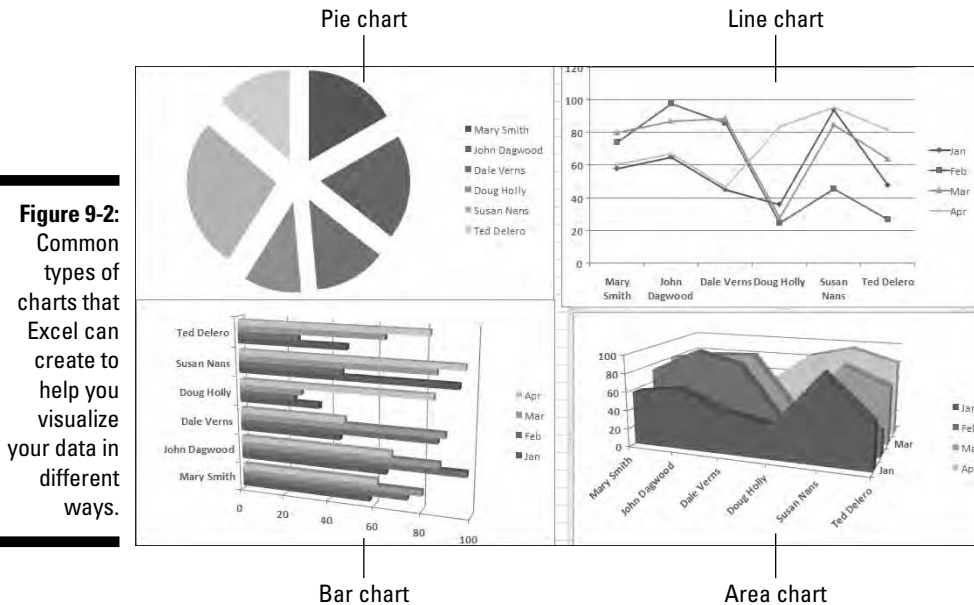 Pie chart
Line chart
Figure 9-2:
Common
types of
charts that
Excel can
create to
help you
visualize
your data in
different
ways.
Mary Smith
John Dagwood
Dale Verns
Doug Holly
Susan Nans
Ted Delero
120
100
80
60
40
20
0
Mary
Smith
John
Dagwood
Dale Verns
Doug Holly
Susan
Nans
Ted Delero
Jan
Feb
Mar
Apr
Ted Delero
Susan Nans
Doug Holly
Dale Verns
John Dagwood
Mary Smith
0
20
40
60
80
100
Apr
Mar
Feb
Jan
100
80
60
40
20
0
Mary Smith
John Dagwood
Dale Verns
Doug Holly
Susan Nans
Ted Delero
Jan
Mar
Jan
Feb
Ma
Apr
Bar chart
Area chart